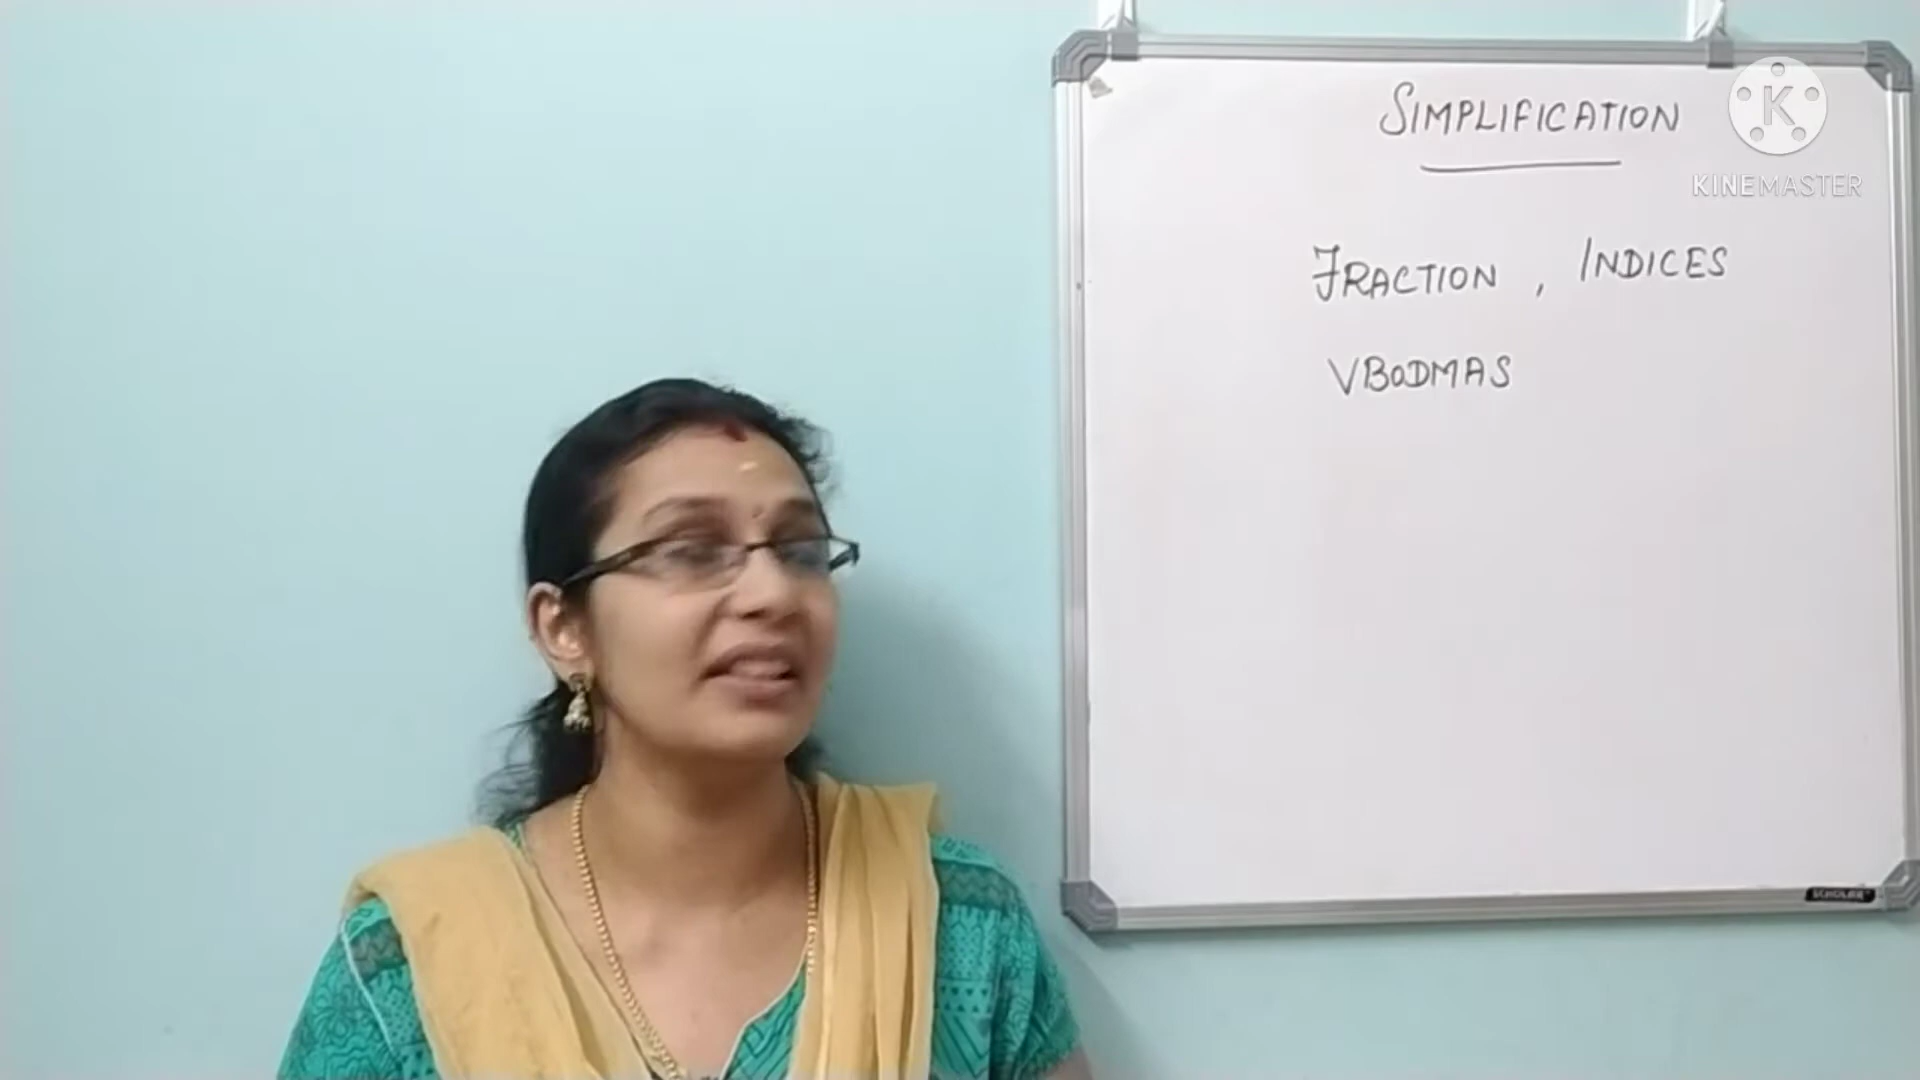 SIMPLIFICATION
KINEMASTER
FRACTION , INDICES
VBODMAS